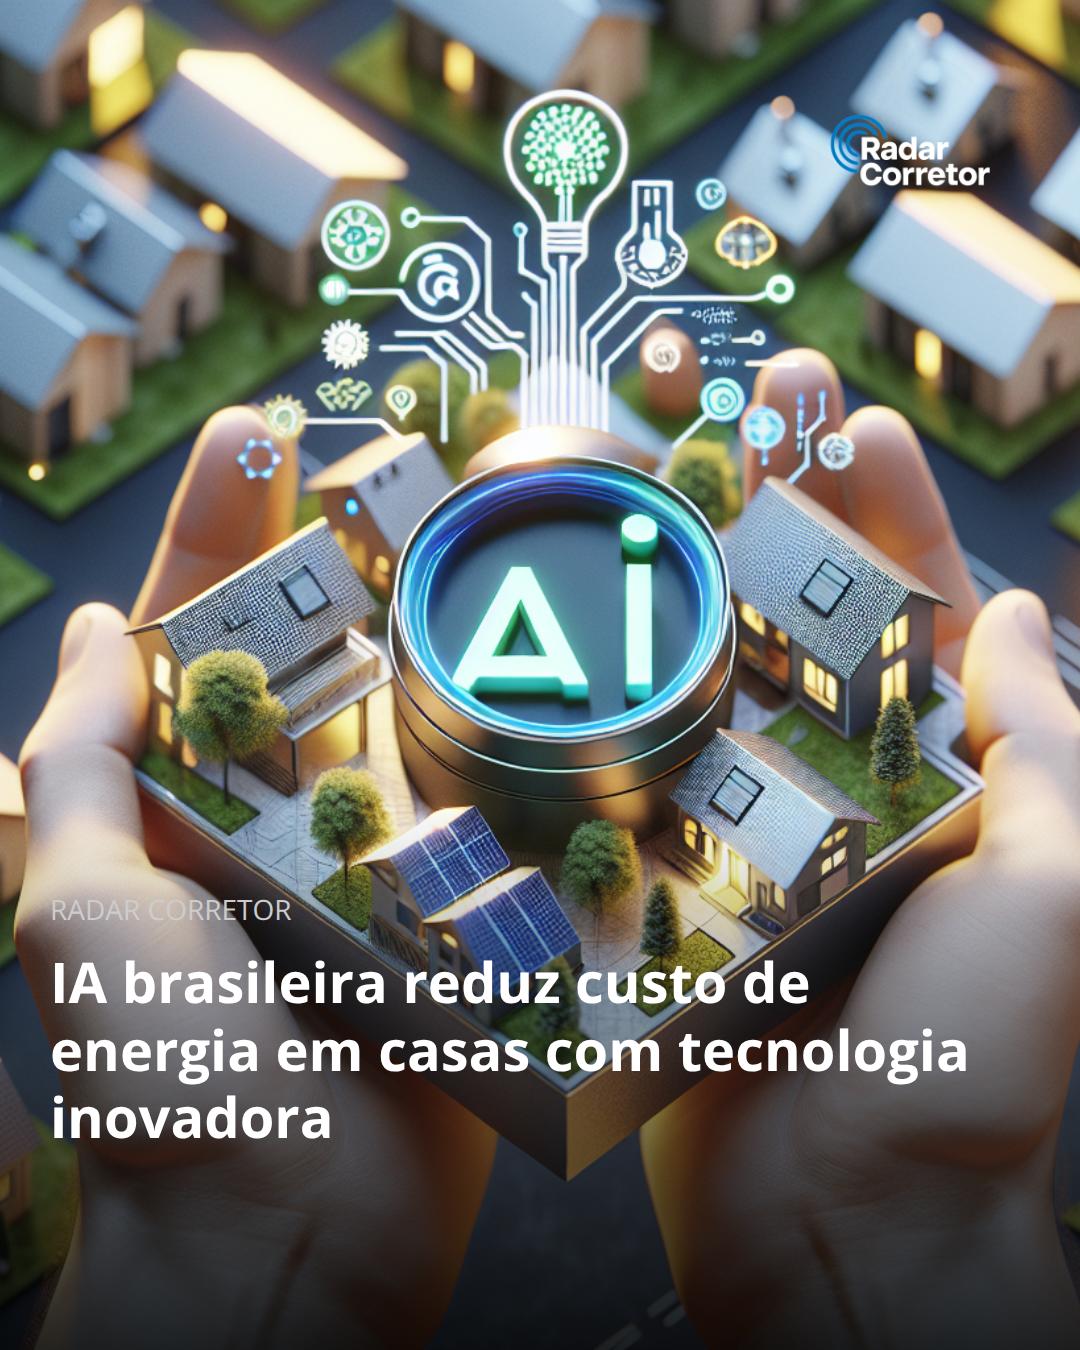 Radar
Corretor
Ai
RADAR CORRETOR
IA brasileira reduz custo de
energia em casas com tecnologia
inovadora